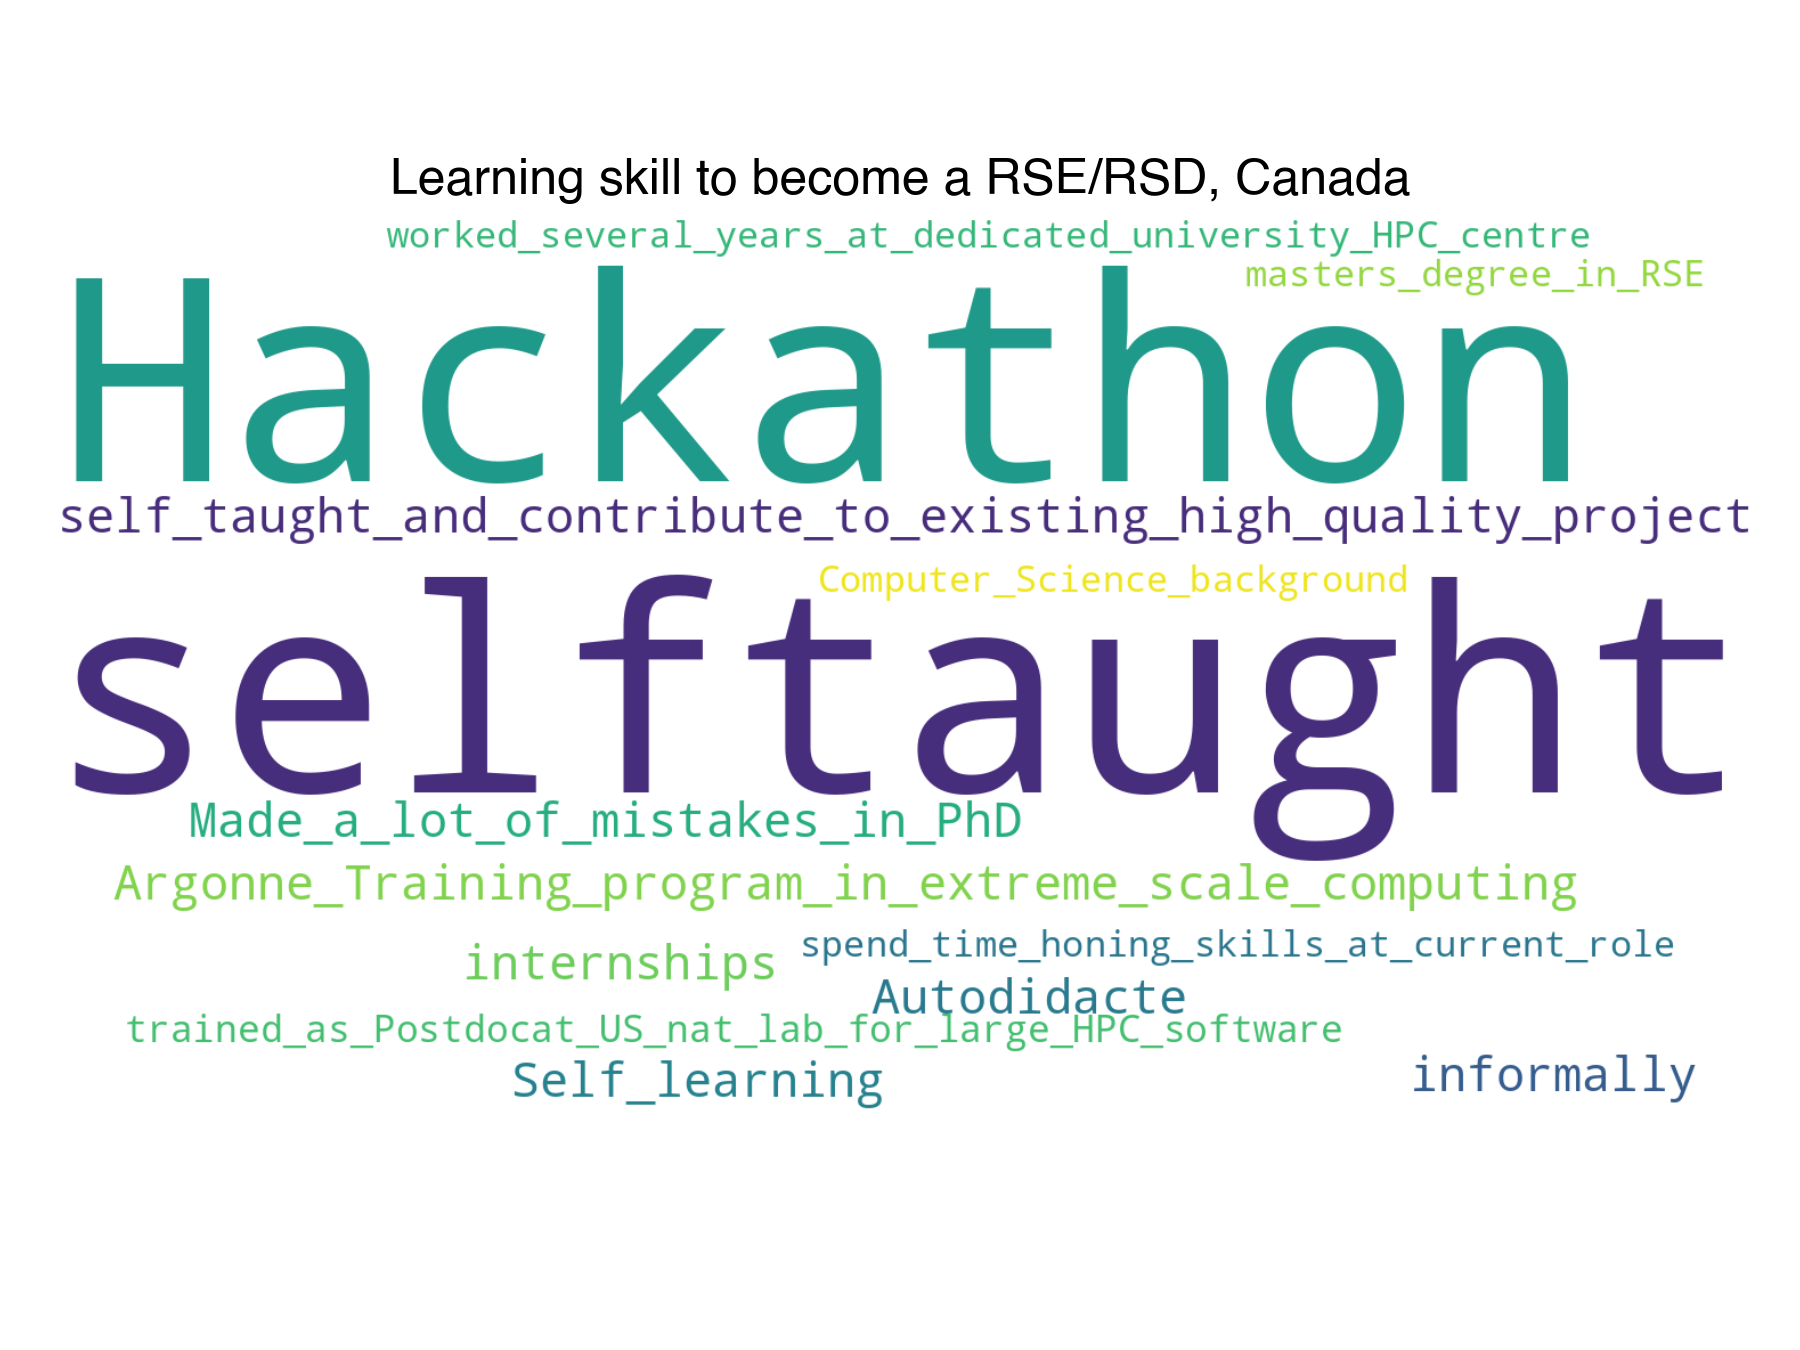 Learning skill to become a RSE/RSD, Canada
worked_several_years_at_dedicated_university_HPC_centre
masters_degree_in_RSE
Hackathon
self_taught_and_contribute_to_existing_high_quality_project
Computer_Science_background
selftaught
Made_a_lot_of_mistakes_in_PhD
Argonne_Training_program_in_extreme_scale_computing
spend_time_honing_skills_at_current_role
internships
Autodidacte
trained_as_Postdocat_US_nat_lab_for_large_HPC_software
informally
Self_learning